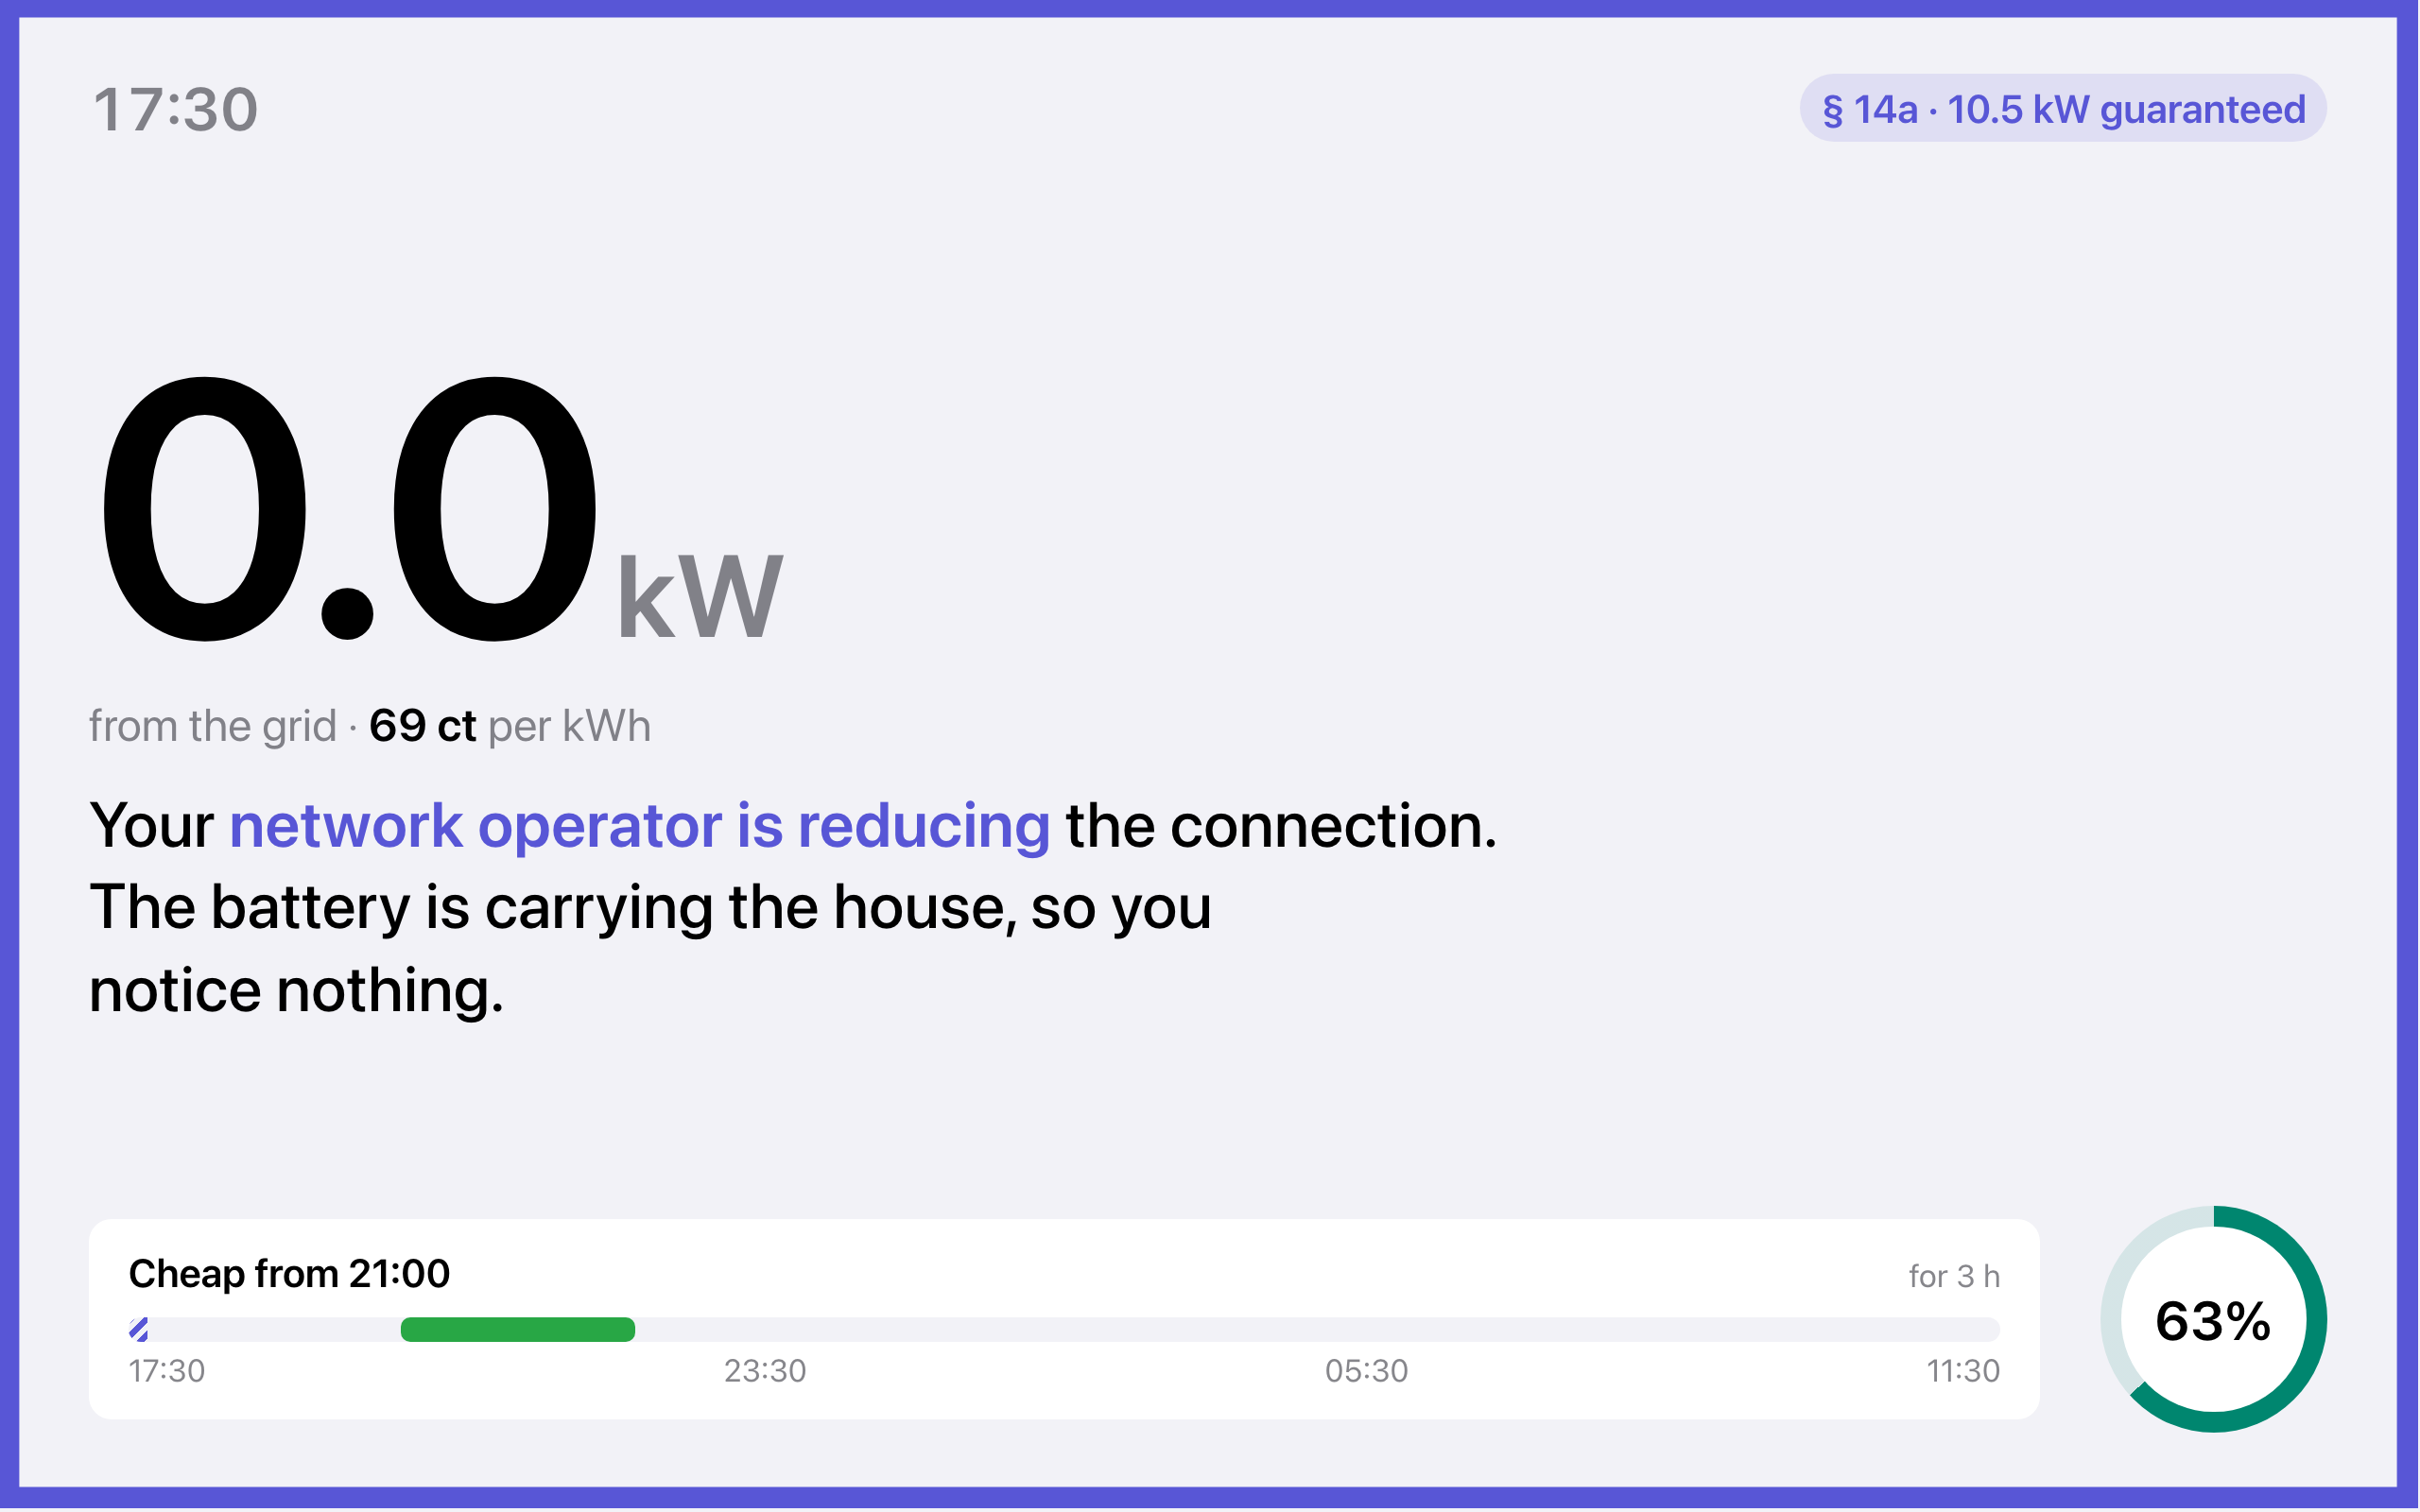 17:30
§ 14a · 10.5 kW guaranteed
0.0 kW
from the grid · 69 ct per kWh
Your network operator is reducing the connection.
The battery is carrying the house, so you
notice nothing.
Cheap from 21:00
for 3 h
17:30
23:30
05:30
11:30
63%